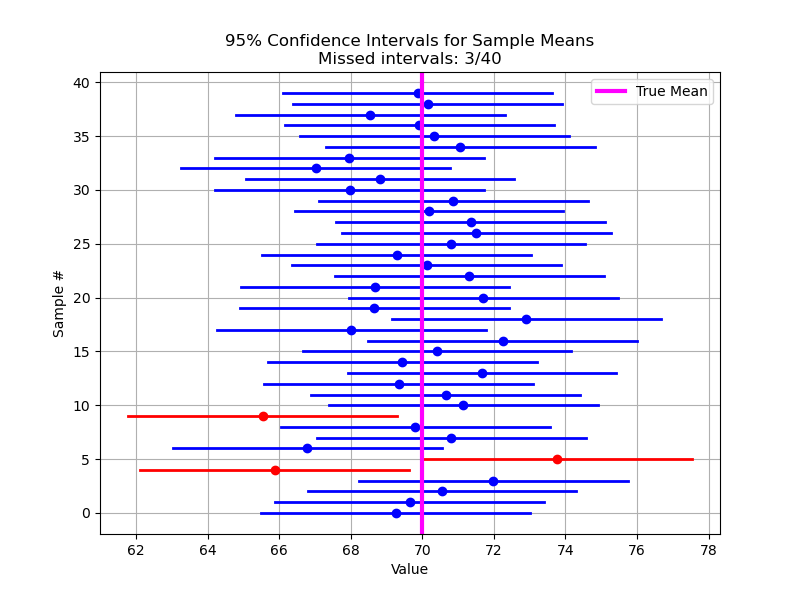 95% Confidence Intervals for Sample Means
Missed intervals: 3/40
True Mean
Sample #
40
35
30
25
20
15
10
5
0
62 64 66 68 70 72 74 76 78
Value